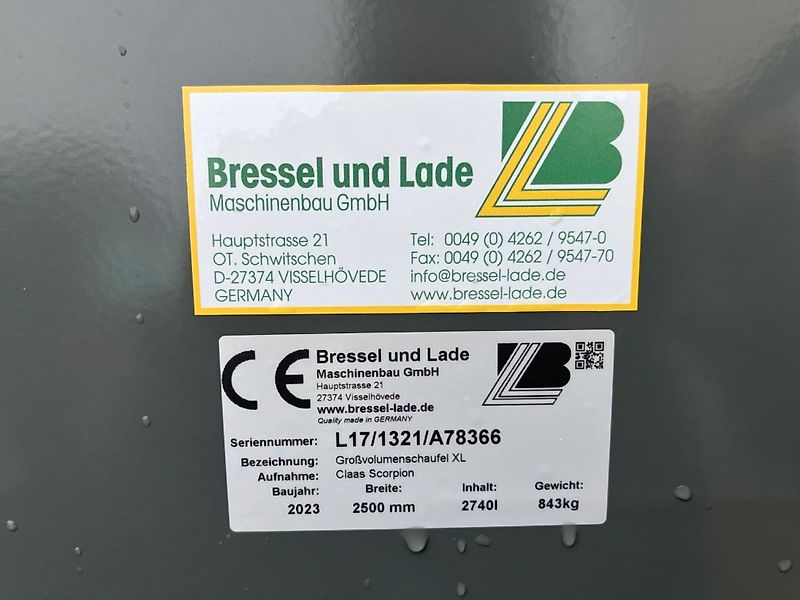 Bressel und Lade
Maschinenbau GmbH
Hauptstrasse 21
OT. Schwitschen
D-27374 VISSELHÖVEDE
GERMANY
Tel: 0049 (0) 4262 / 9547-0
Fax: 0049 (0) 4262 / 9547-70
info@bressel-lade.de
www.bressel-lade.de
LB
CE
Bressel und Lade
Maschinenbau GmbH
Hauptstrasse 21
27374 Visselhövede
www.bressel-lade.de
Quality made in GERMANY
LB
Seriennummer: L17/1321/A78366
Bezeichnung: Großvolumenschaufel XL
Aufnahme: Claas Scorpion
Baujahr: Breite: Inhalt: Gewicht:
2023 2500 mm 2740l 843kg